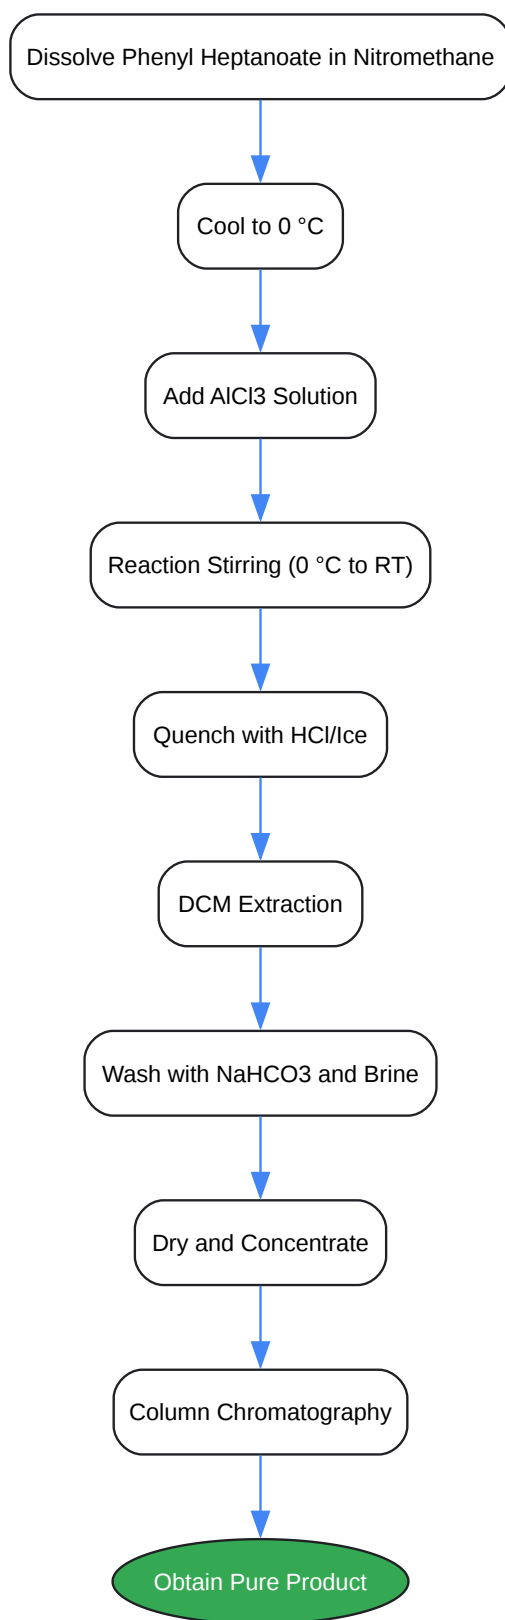 Dissolve Phenyl Heptanoate in Nitromethane
Cool to 0 °C
Add AlCl3 Solution
Reaction Stirring (0 °C to RT)
Quench with HCl/Ice
DCM Extraction
Wash with NaHCO3 and Brine
Dry and Concentrate
Column Chromatography
Obtain Pure Product